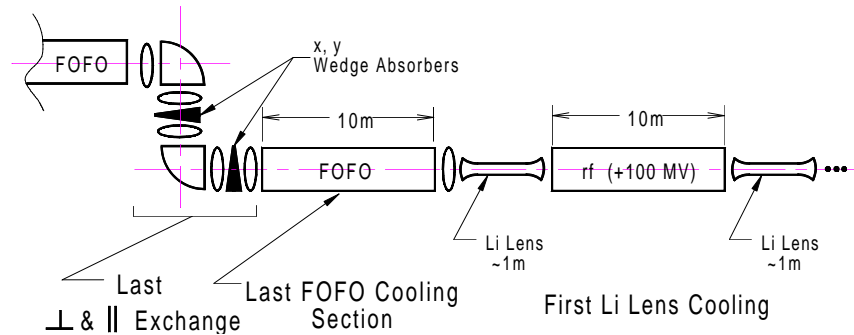 x, y
Wedge Absorbers
FOFO
10m
10m
FOFO
rf (+100 MV)
Li Lens
~1m
Li Lens
~1m
Last
⊥ & || Exchange
Last FOFO Cooling
Section
First Li Lens Cooling